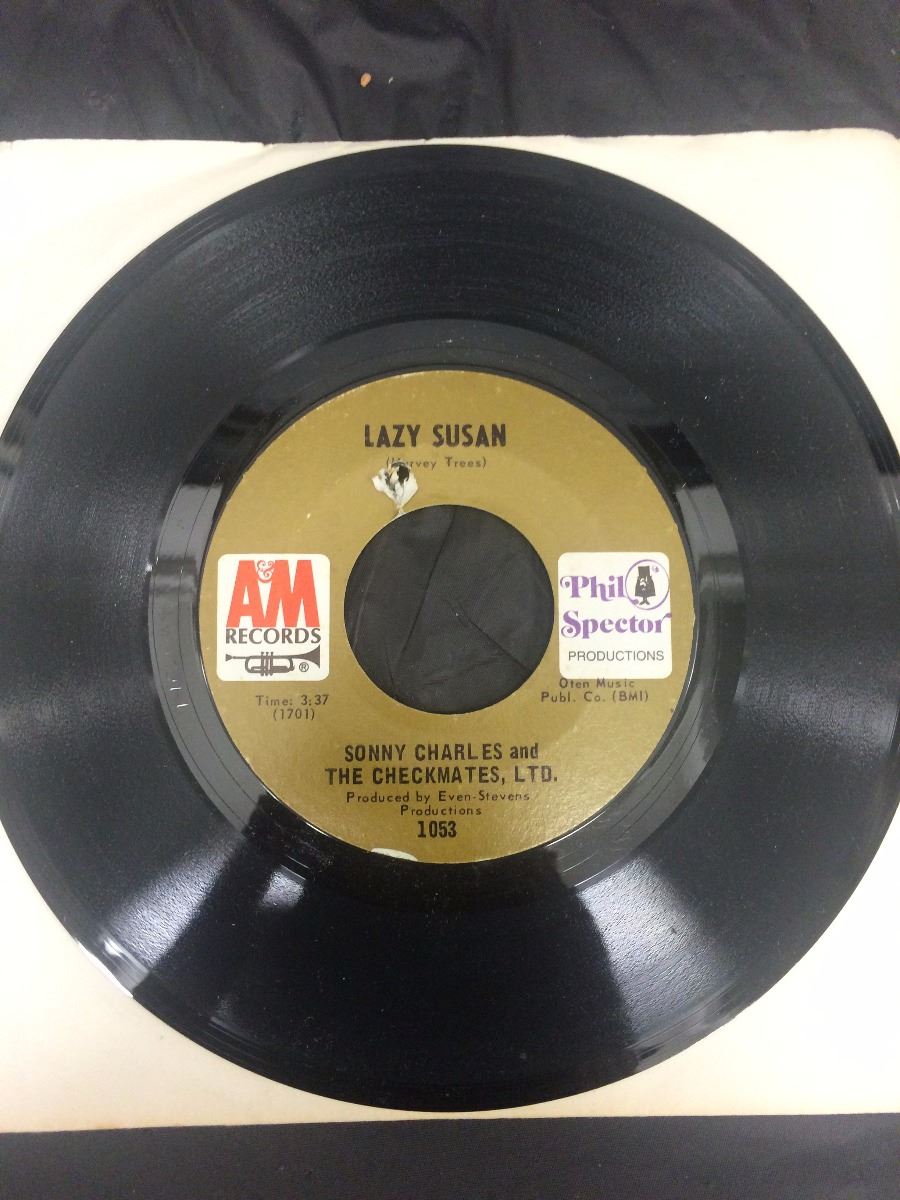 LAZY SUSAN
Trees)
A&M
RECORDS
®
Phil
Spector
PRODUCTIONS
Time: 3:37
(1701)
Oten Music
Publ. Co. (BMI)
SONNY CHARLES and
THE CHECKMATES, LTD.
Produced by Even-Stevens
Productions
1053